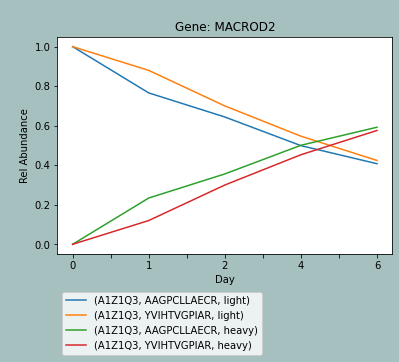 Gene: MACROD2
1.0
0.8
0.6
0.4
0.2
0.0
Rel Abundance
0 1 2 4 6
Day
(A1Z1Q3, AAGPCLLAECR, light)
(A1Z1Q3, YVIHTVGPIAR, light)
(A1Z1Q3, AAGPCLLAECR, heavy)
(A1Z1Q3, YVIHTVGPIAR, heavy)